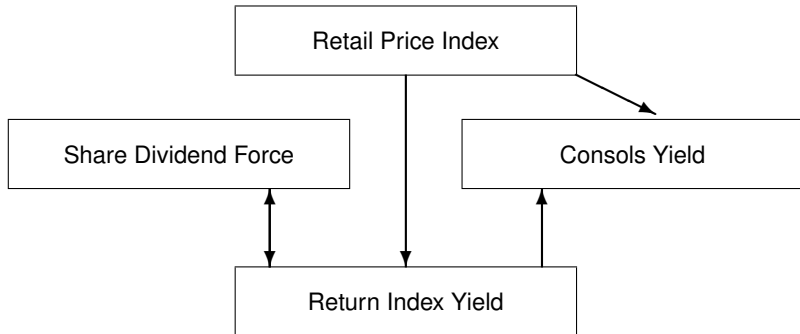 Retail Price Index
Share Dividend Force
Consols Yield
Return Index Yield